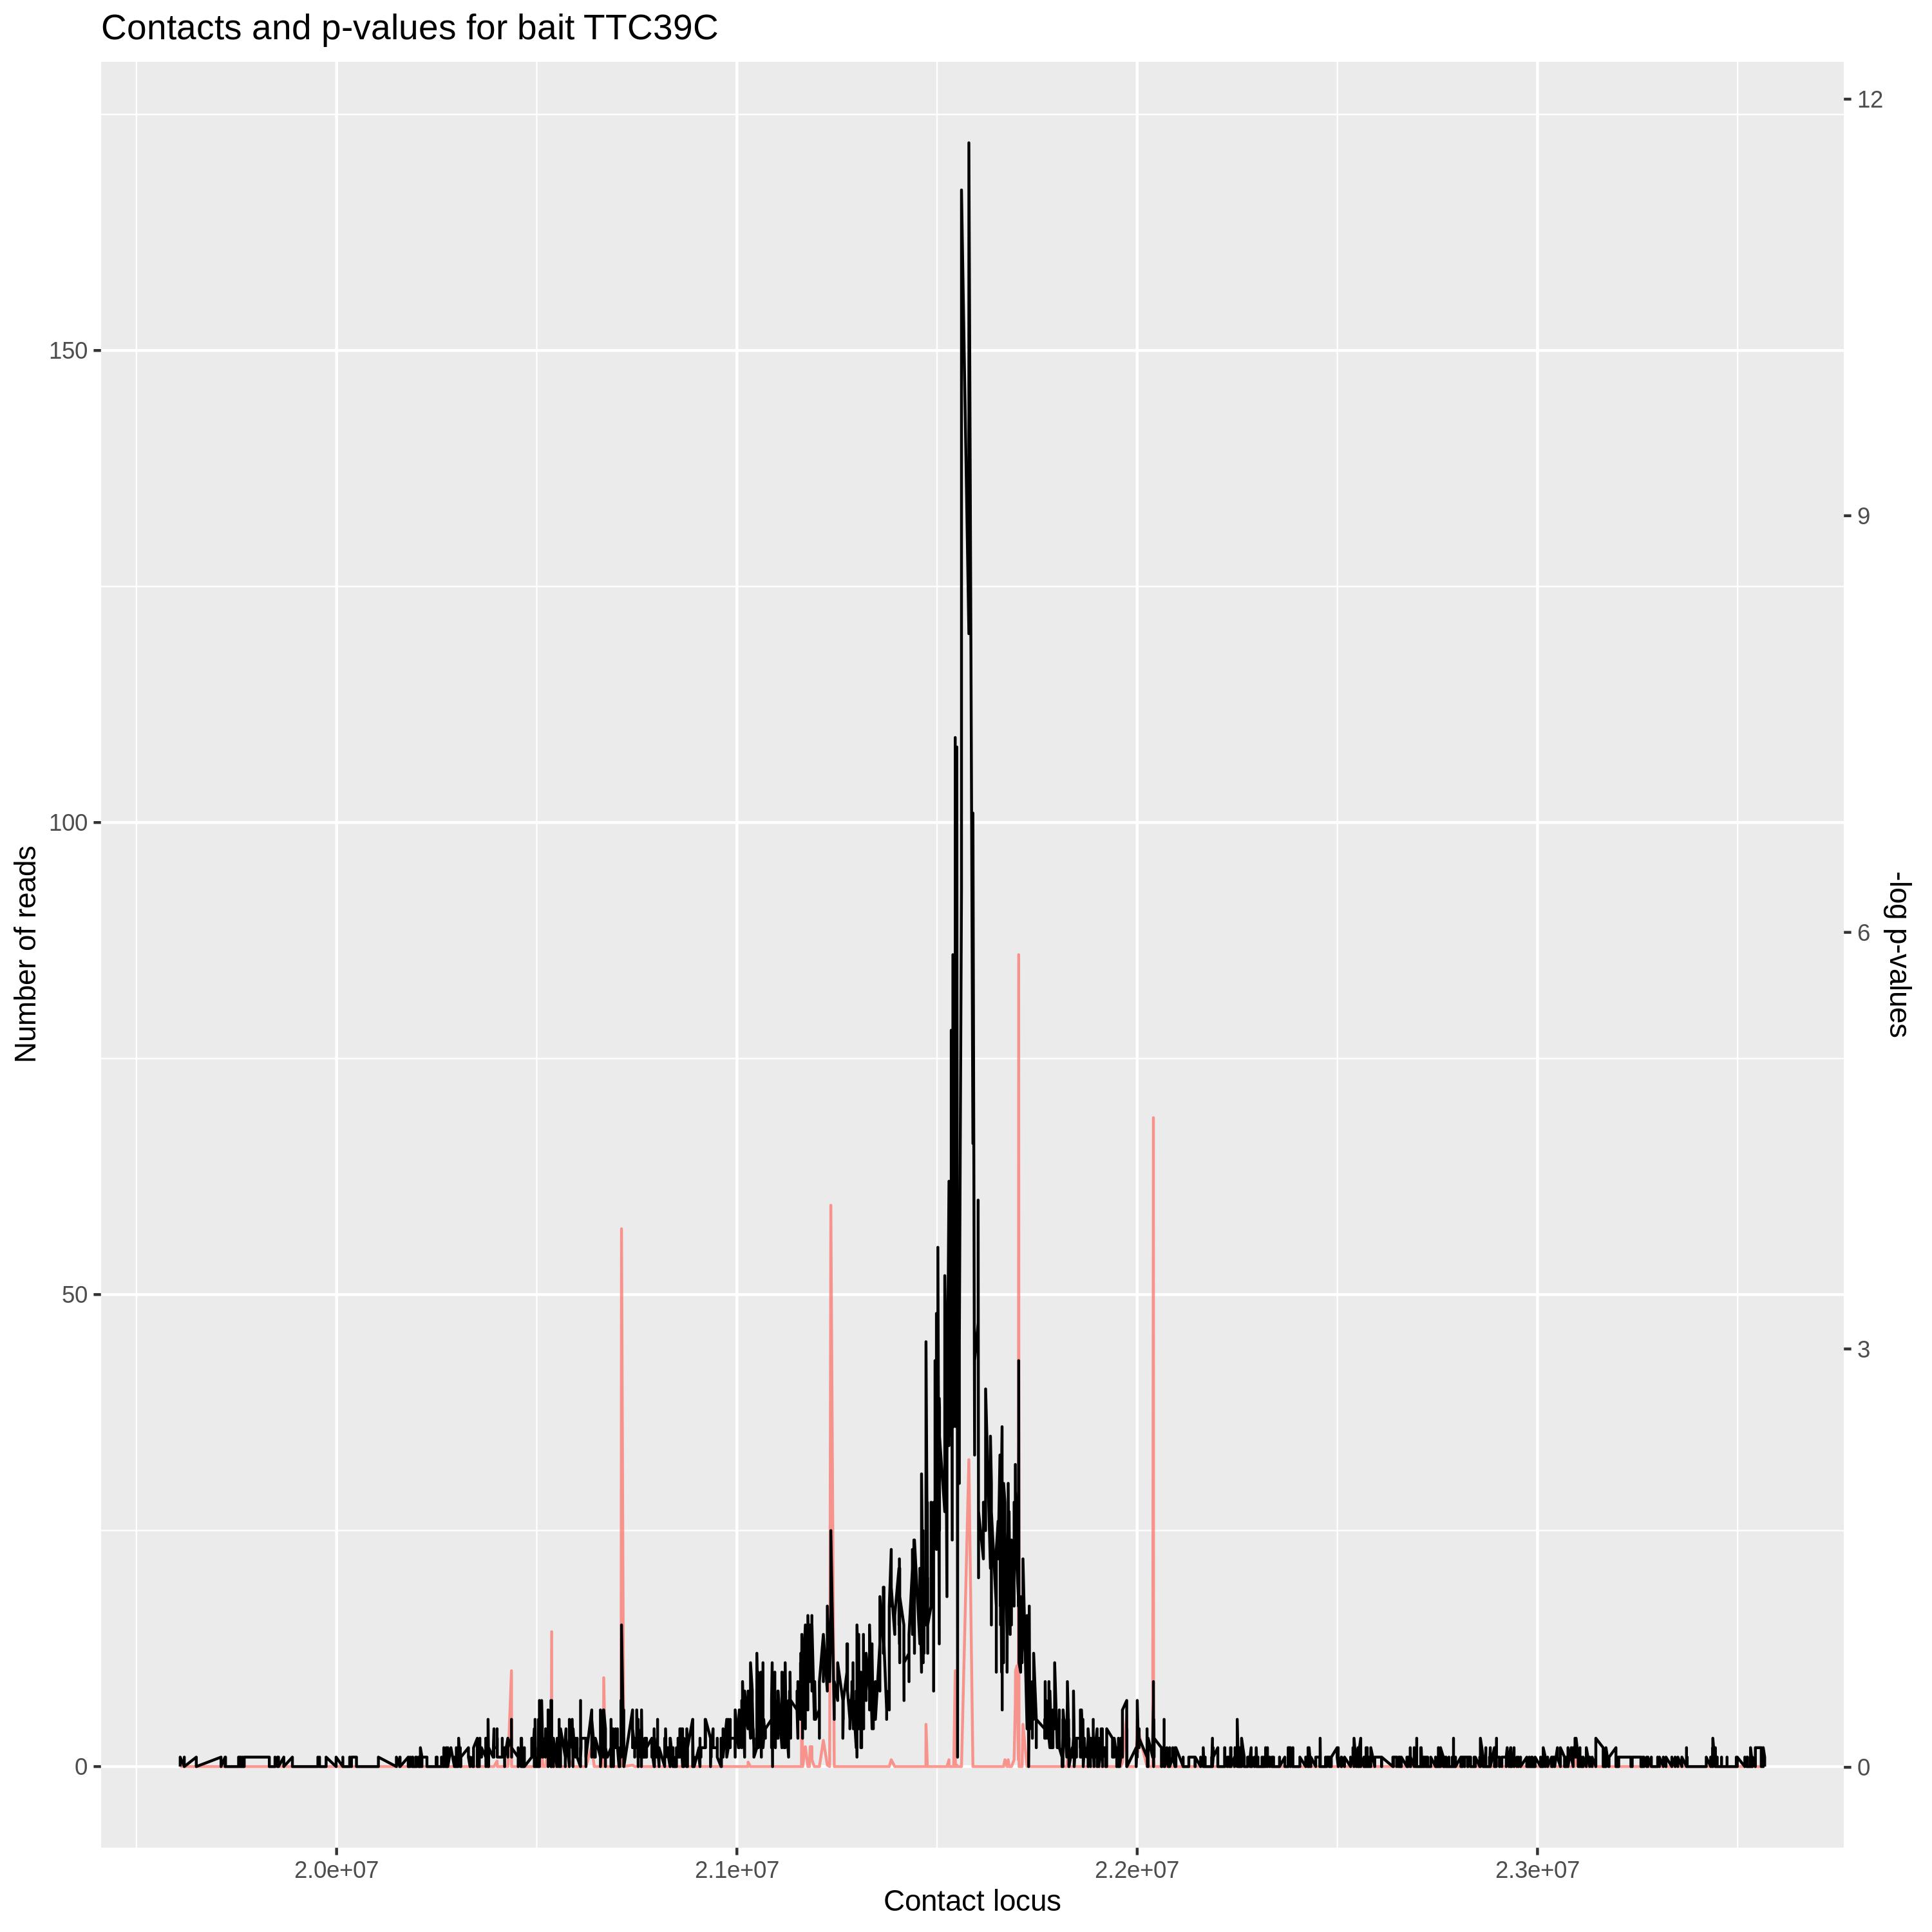 Contacts and p-values for bait TTC39C
Number of reads
150
100
50
0
12
9
6
3
0
-log p-values
2.0e+07 2.1e+07 2.2e+07 2.3e+07
Contact locus